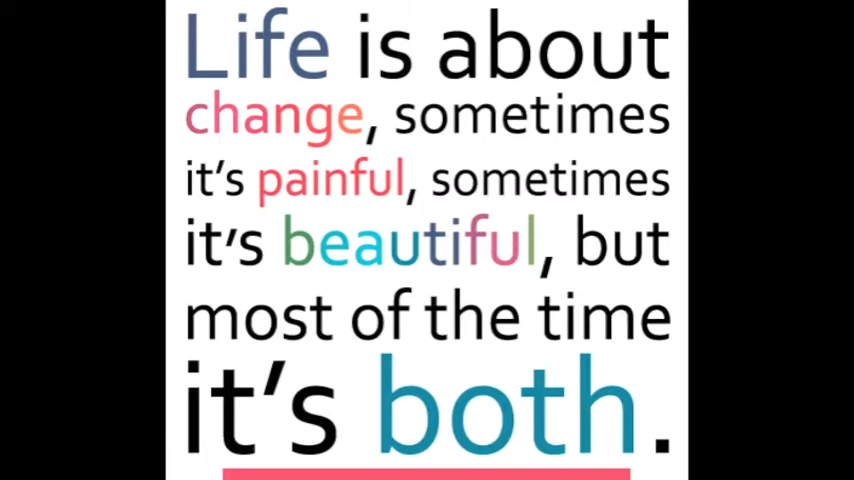 Life is about
change, sometimes
it's painful, sometimes
it's beautiful, but
most of the time
it's both.